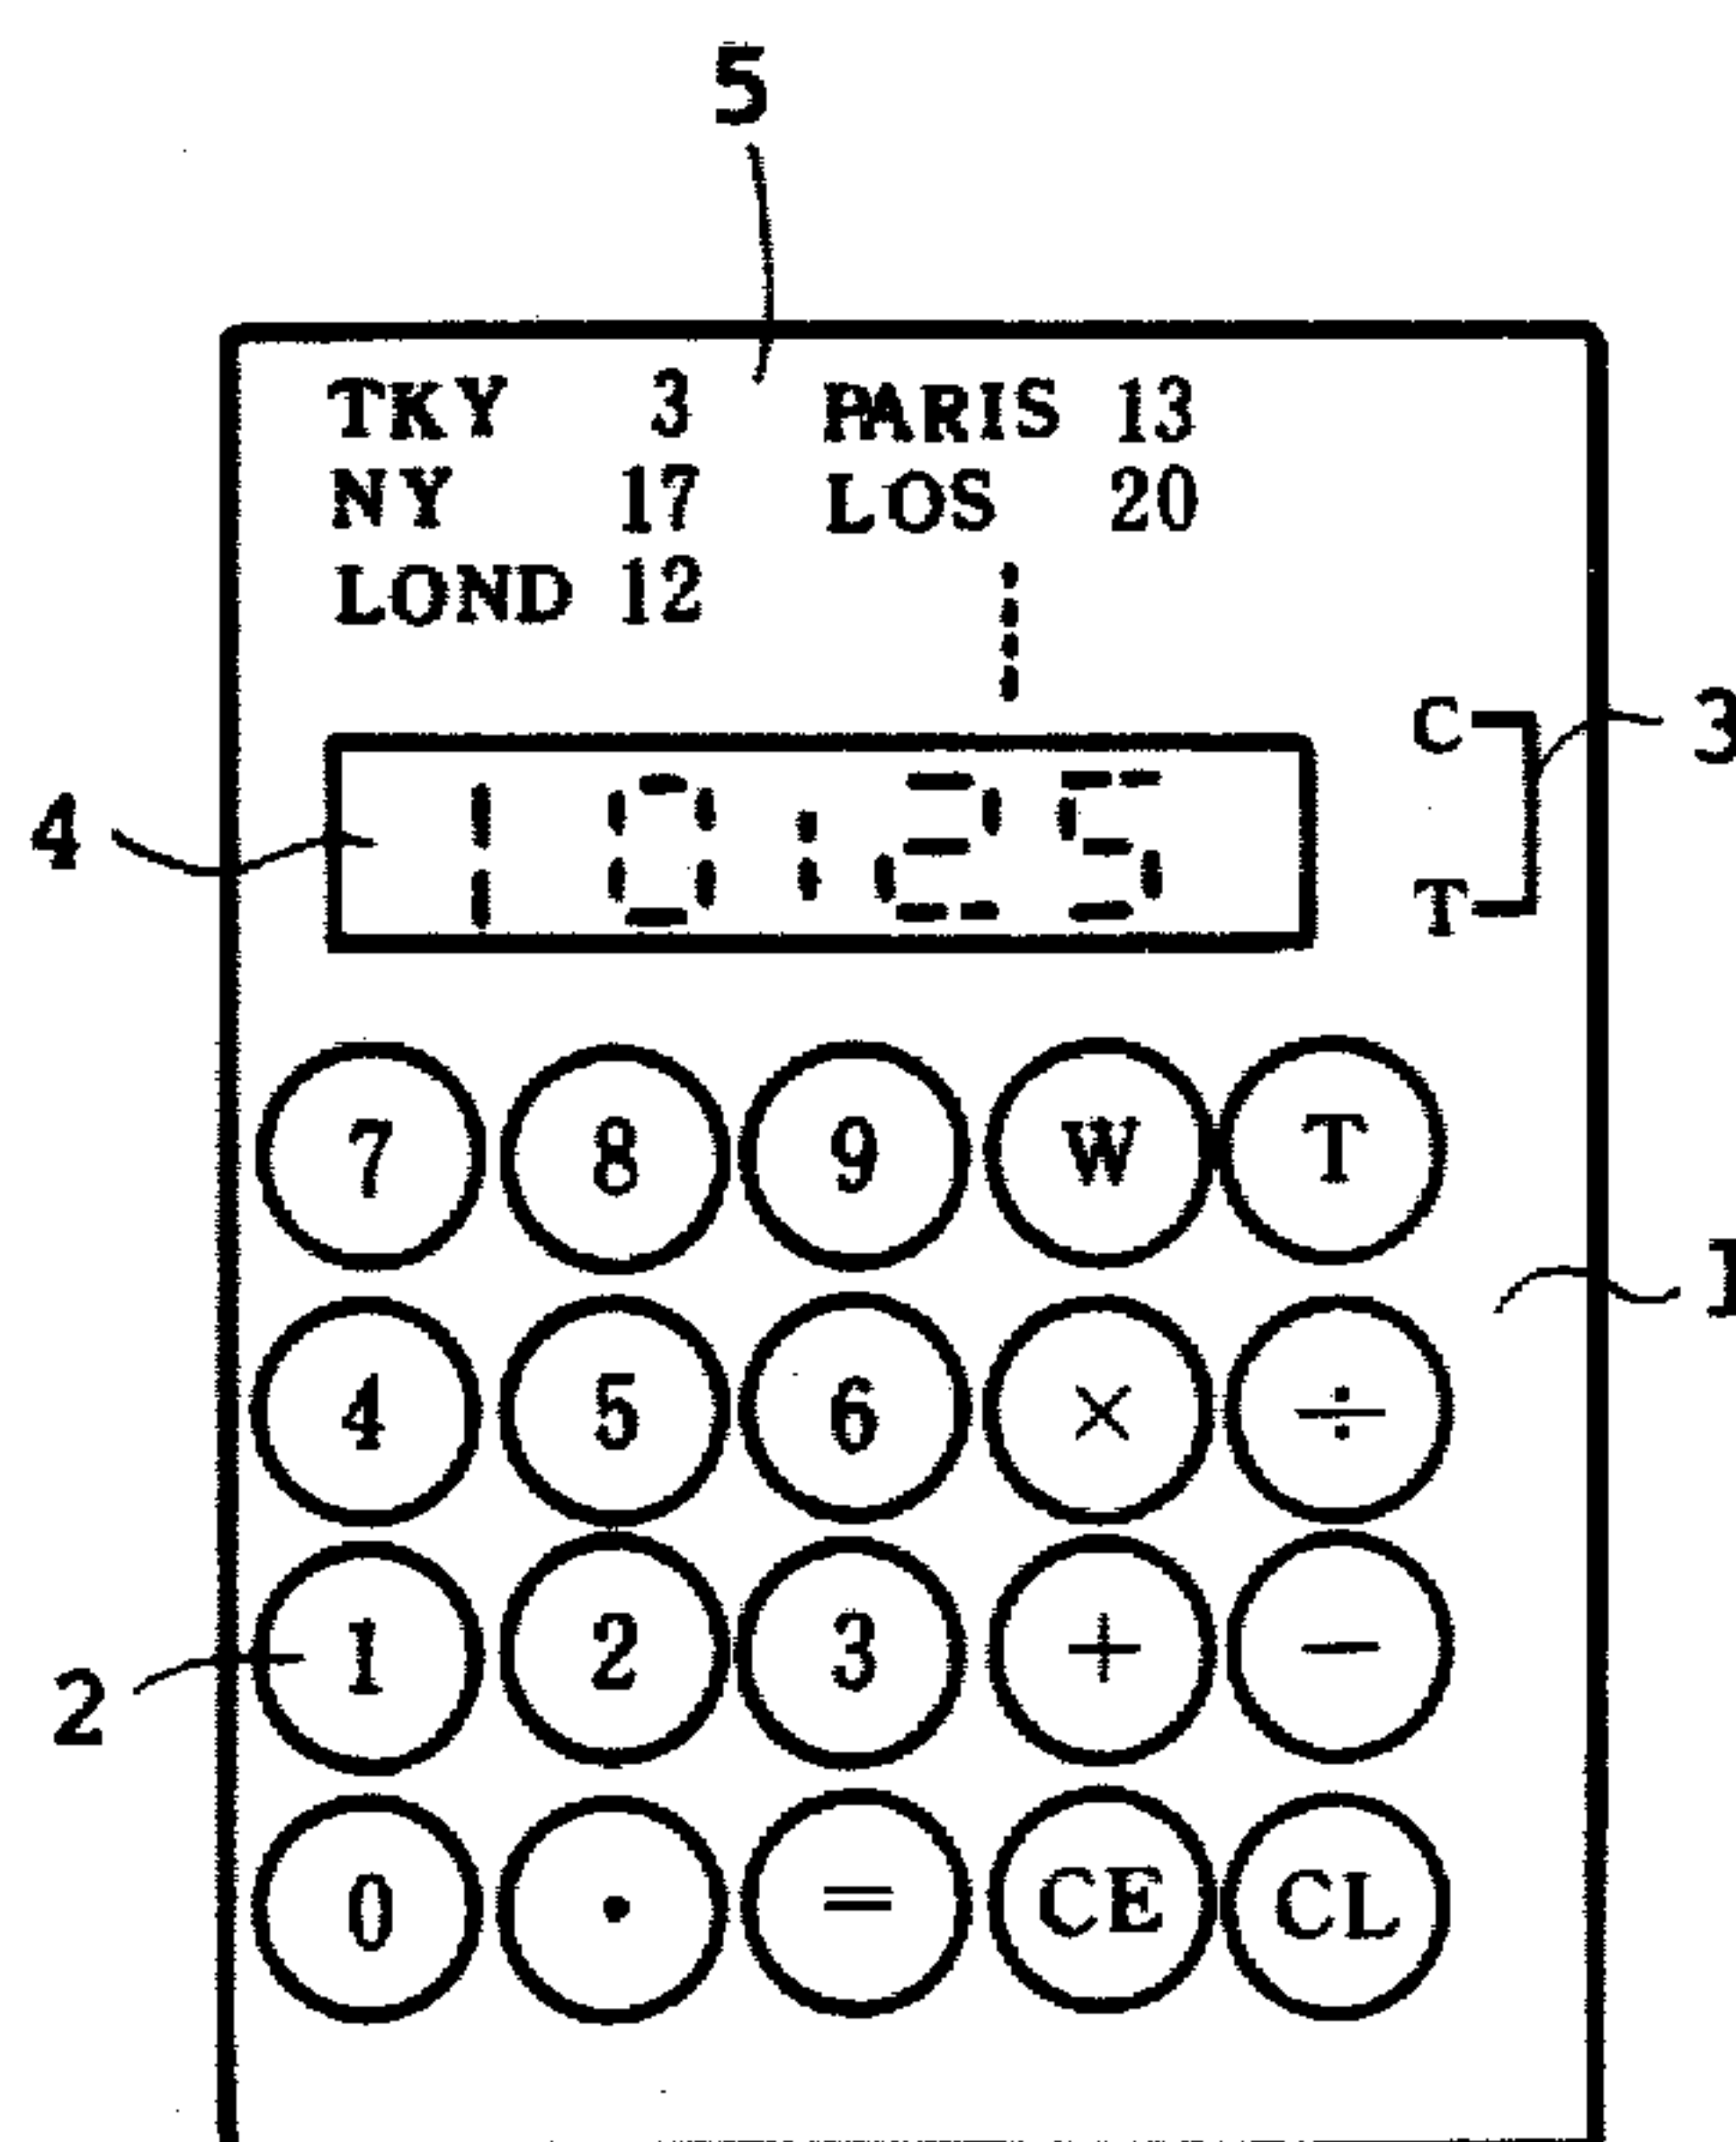 5
TKY 3 PARIS 13
NY 17 LOS 20
LOND 12
C 3
4 10:25
T
7 8 9 W T
1
4 5 6 × ÷
2 1 2 3 + −
0 . = CE CL